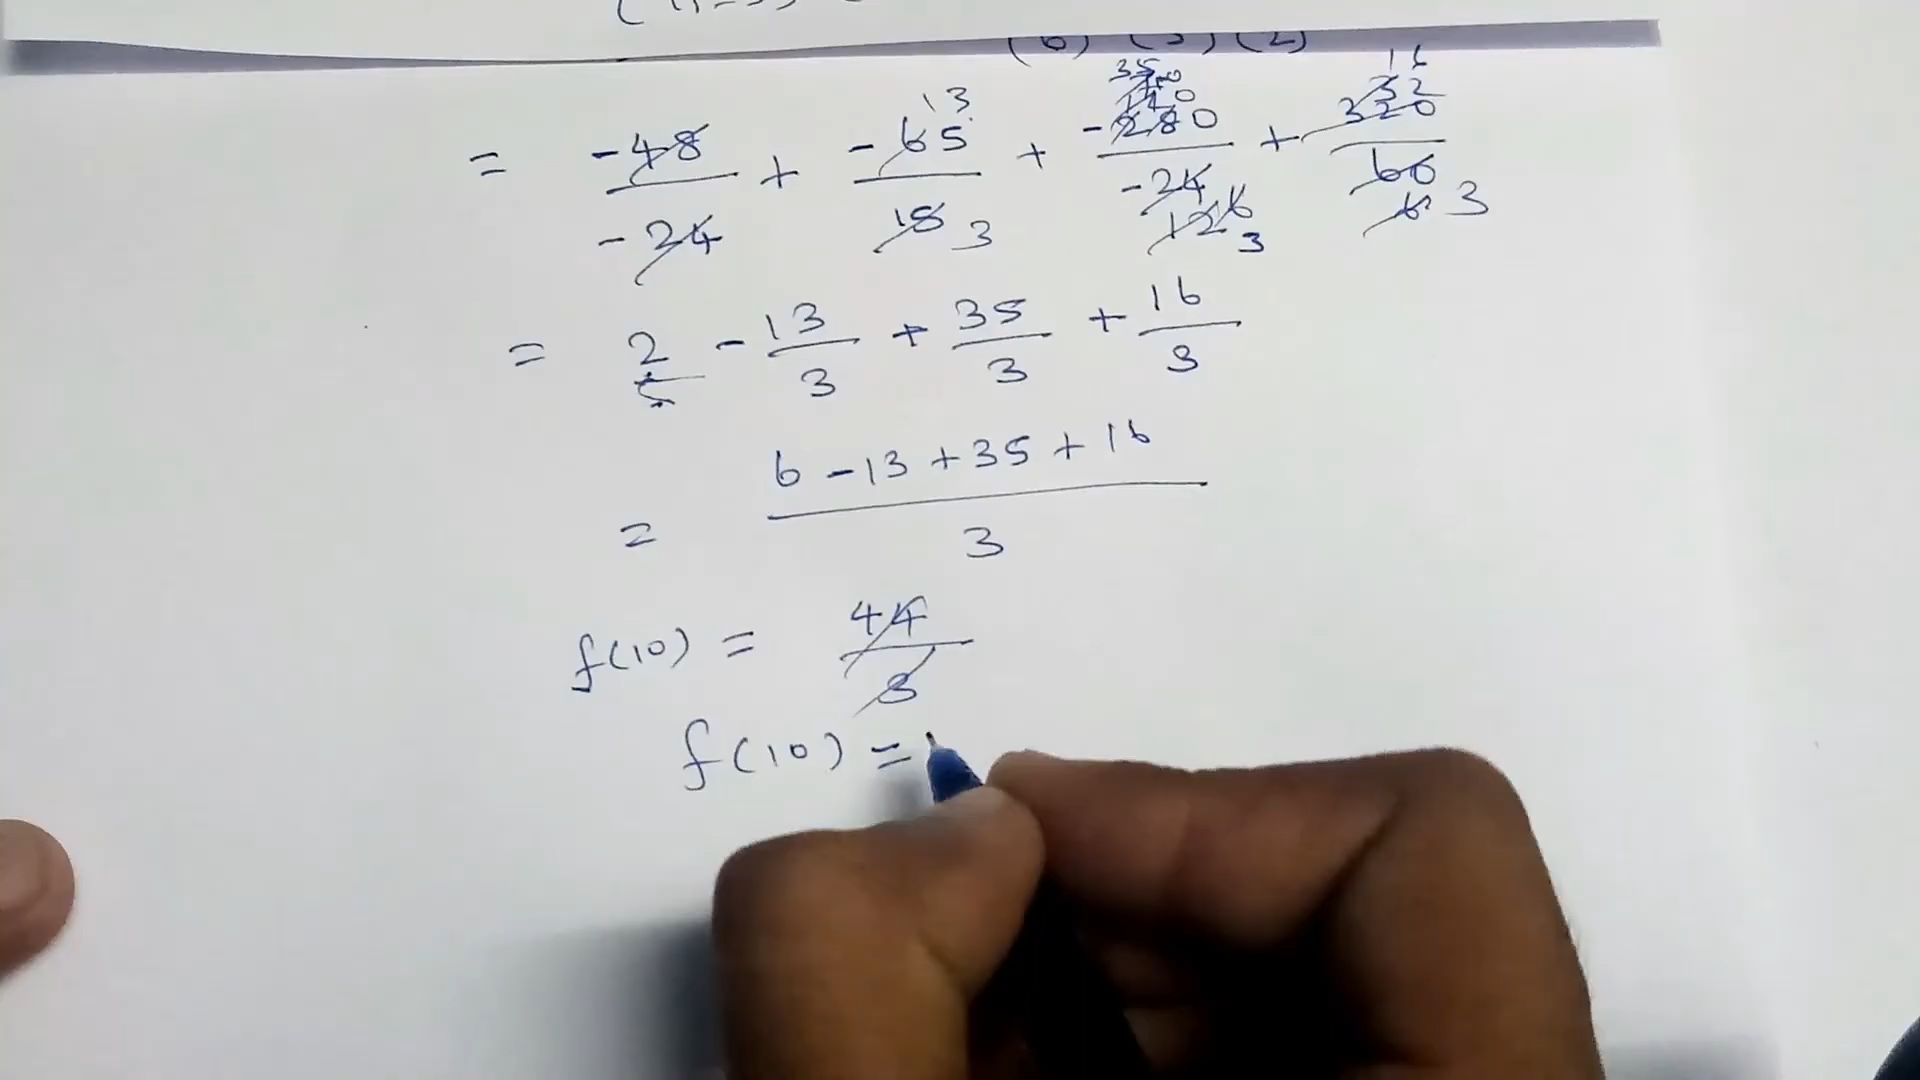 (6) (3) (2)
= -48/-24 + -65/15 + -280/-24 + 320/60
= 2 - 13/3 + 35/3 + 16/3
= 6 - 13 + 35 + 16 / 3
f(10) = 44/3
f(10) =